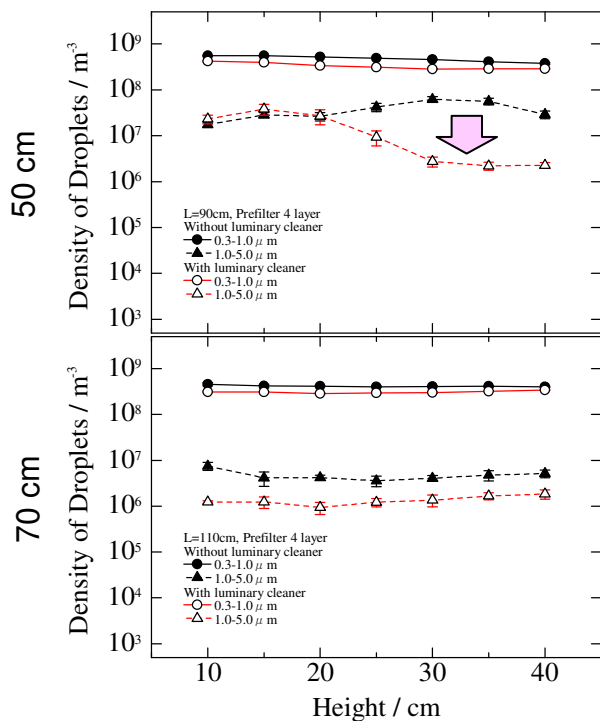 50 cm
Density of Droplets / m⁻³
10⁹
10⁸
10⁷
10⁶
10⁵
10⁴
10³
L=90cm, Prefilter 4 layer
Without luminary cleaner
0.3-1.0 μ m
1.0-5.0 μ m
With luminary cleaner
0.3-1.0 μ m
1.0-5.0 μ m
70 cm
Density of Droplets / m⁻³
10⁹
10⁸
10⁷
10⁶
10⁵
10⁴
10³
L=110cm, Prefilter 4 layer
Without luminary cleaner
0.3-1.0 μ m
1.0-5.0 μ m
With luminary cleaner
0.3-1.0 μ m
1.0-5.0 μ m
10 20 30 40
Height / cm